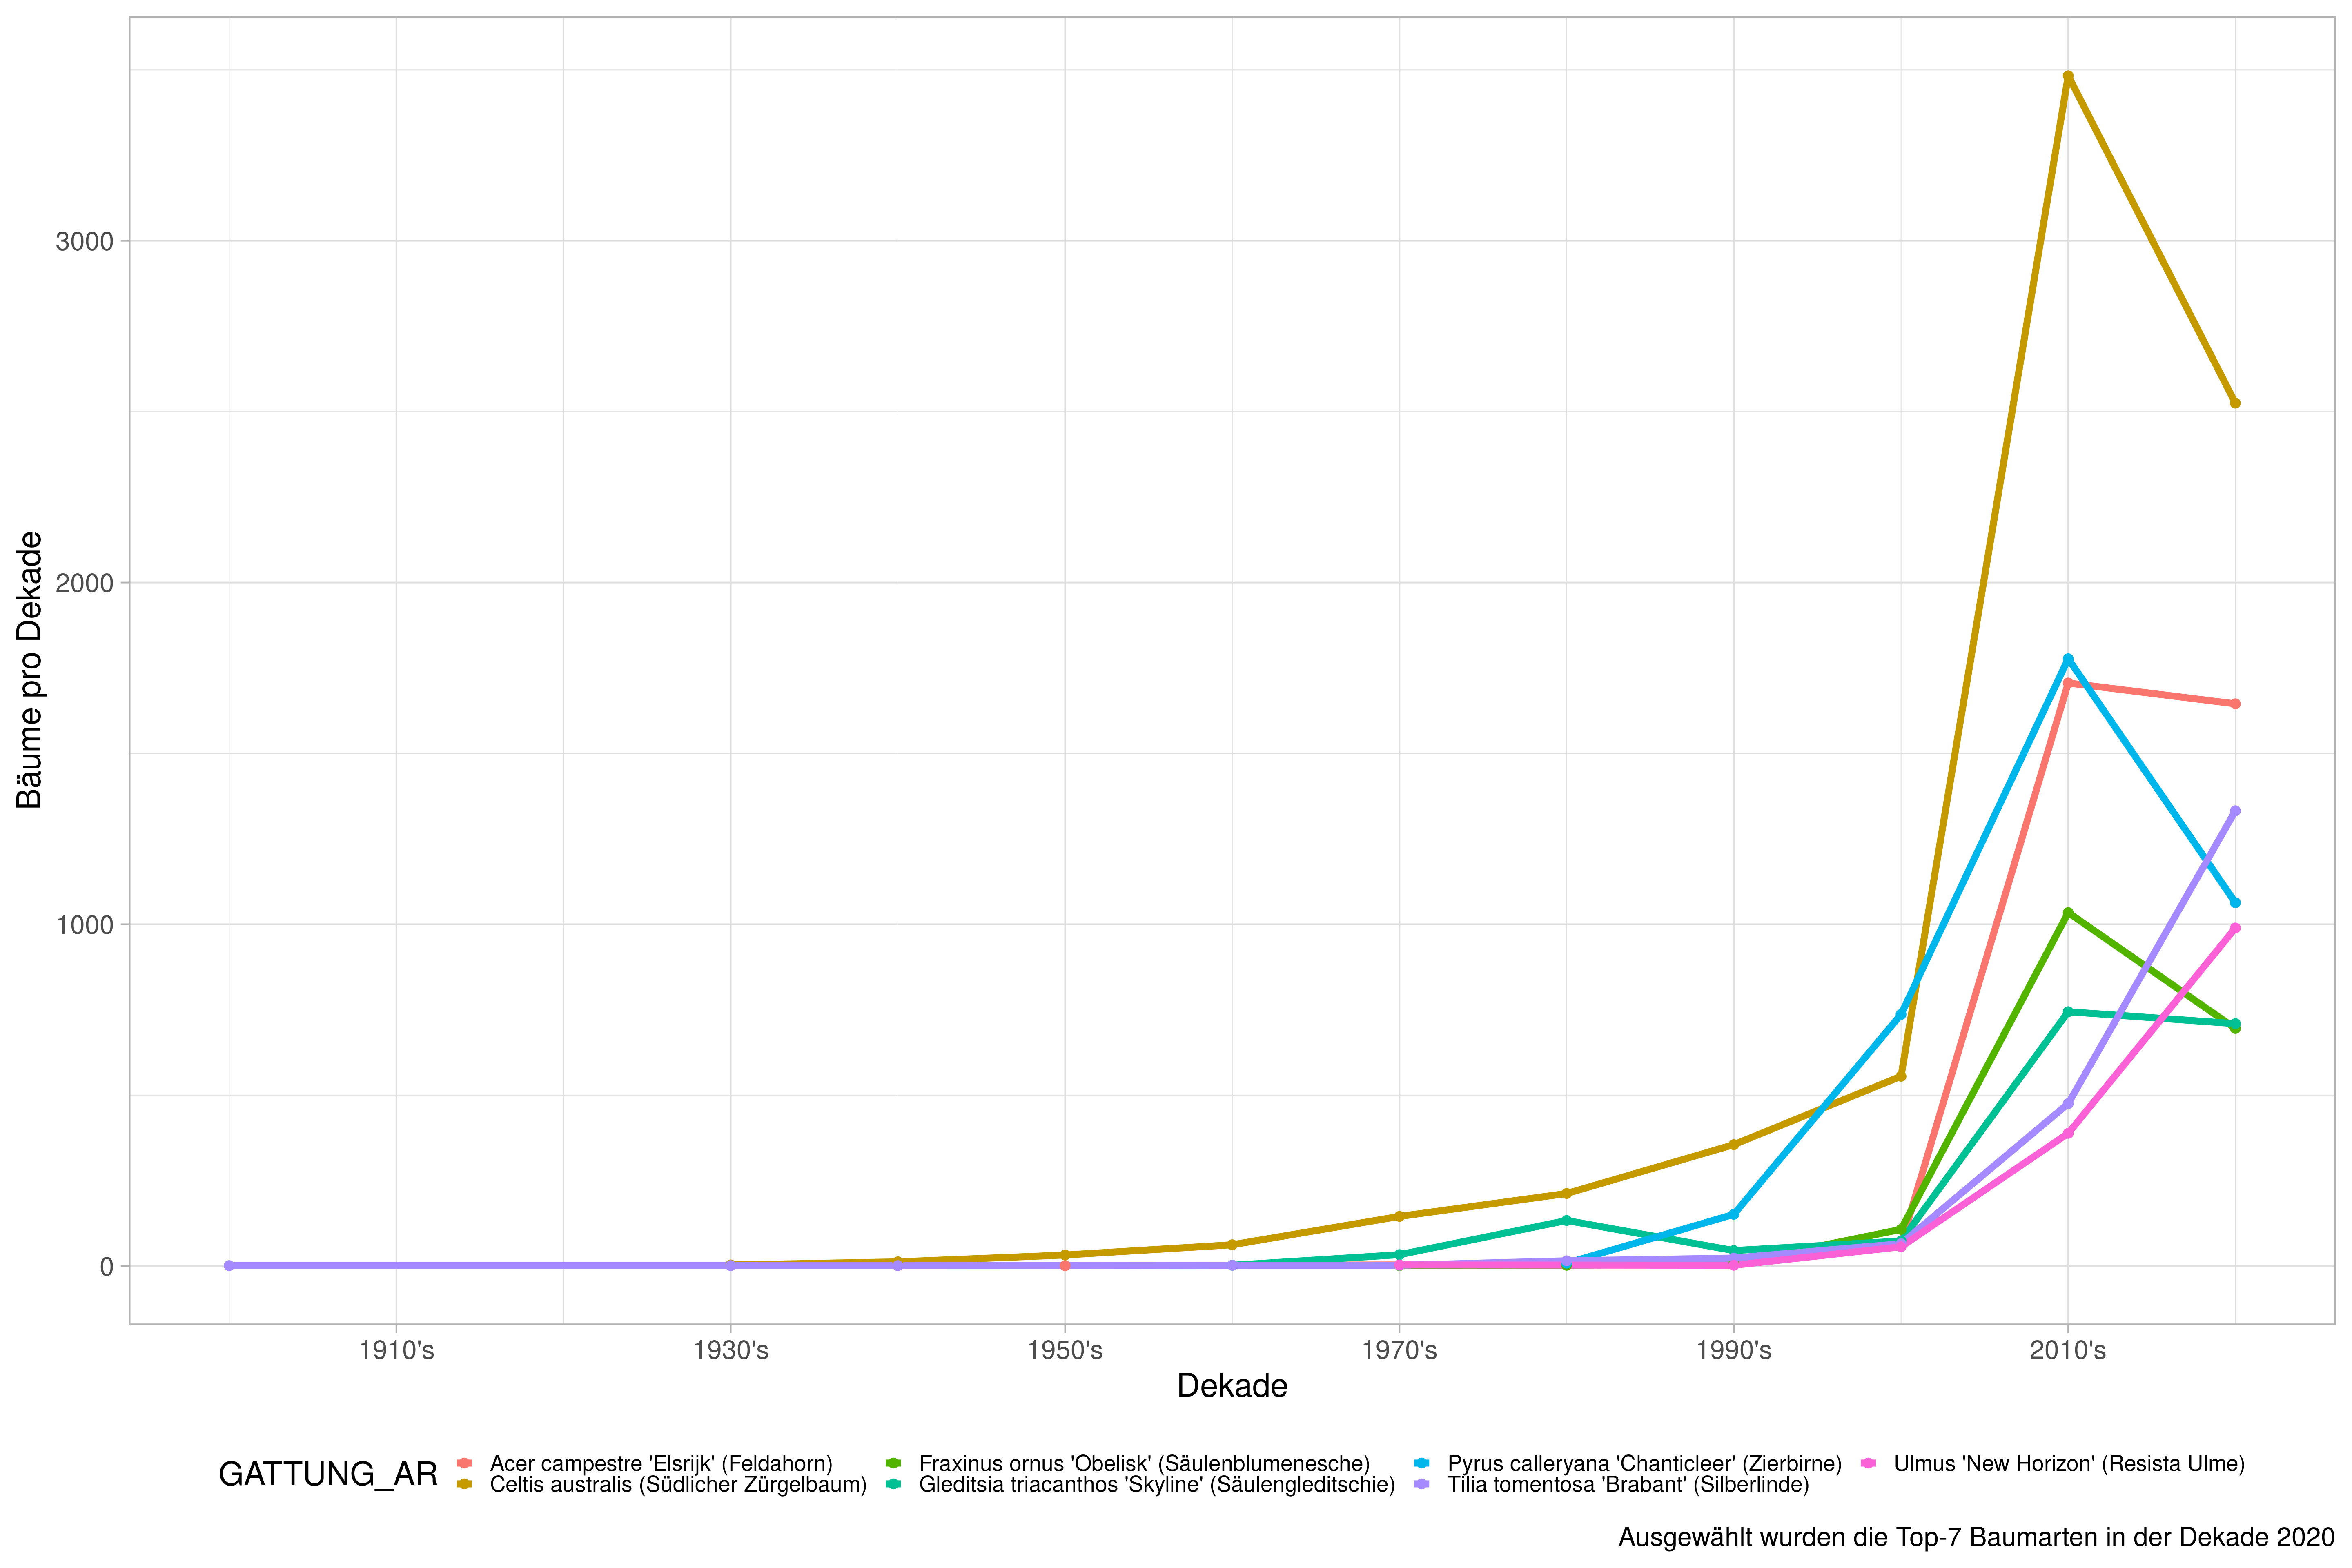 3000
2000
1000
0
Bäume pro Dekade
1910's 1930's 1950's 1970's 1990's 2010's
Dekade
GATTUNG_AR
Acer campestre 'Elsrijk' (Feldahorn) Fraxinus ornus 'Obelisk' (Säulenblumenesche) Pyrus calleryana 'Chanticleer' (Zierbirne) Ulmus 'New Horizon' (Resista Ulme)
Celtis australis (Südlicher Zürgelbaum) Gleditsia triacanthos 'Skyline' (Säulengleditschie) Tilia tomentosa 'Brabant' (Silberlinde)
Ausgewählt wurden die Top-7 Baumarten in der Dekade 2020